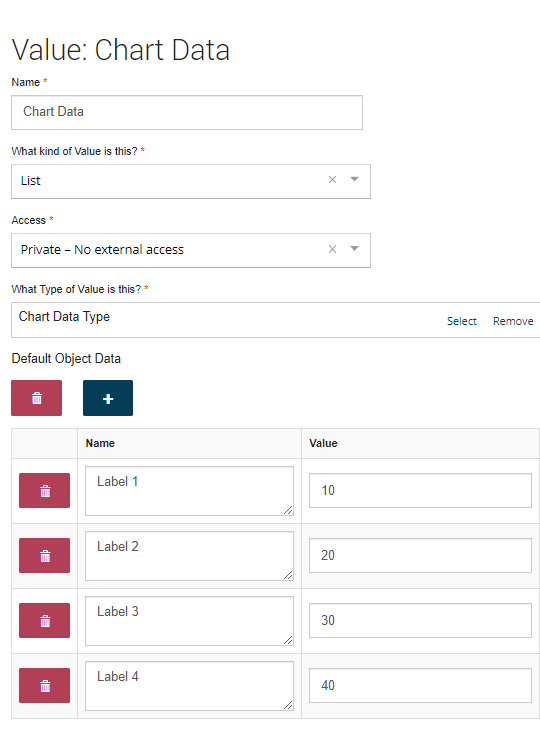 Value: Chart Data
Name *
Chart Data
What kind of Value is this? *
List
Access *
Private – No external access
What Type of Value is this? *
Chart Data Type
Select Remove
Default Object Data
Name Value
Label 1 10
Label 2 20
Label 3 30
Label 4 40